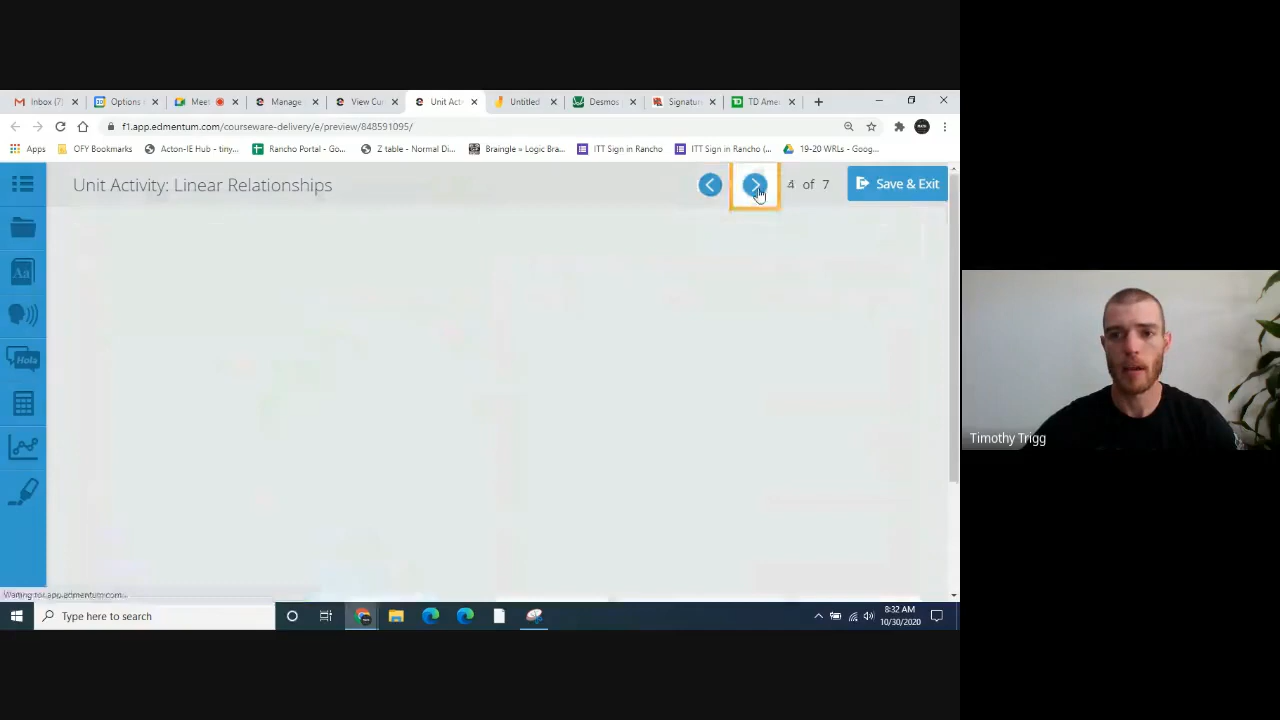 Inbox (7) Options Meet Manage View Cu Unit Act Untitled Desmos Signatur TD Ame
f1.app.edmentum.com/courseware-delivery/e/preview/848591095/
Apps OFY Bookmarks Acton-IE Hub - tiny... Rancho Portal - Go... Z table - Normal Di... Braingle » Logic Bra... ITT Sign in Rancho ITT Sign in Rancho (... 19-20 WRLs - Goog...
Unit Activity: Linear Relationships 4 of 7 Save & Exit
Aa
Hola
Timothy Trigg
Waiting for app.edmentum.com...
Type here to search
8:32 AM
10/30/2020